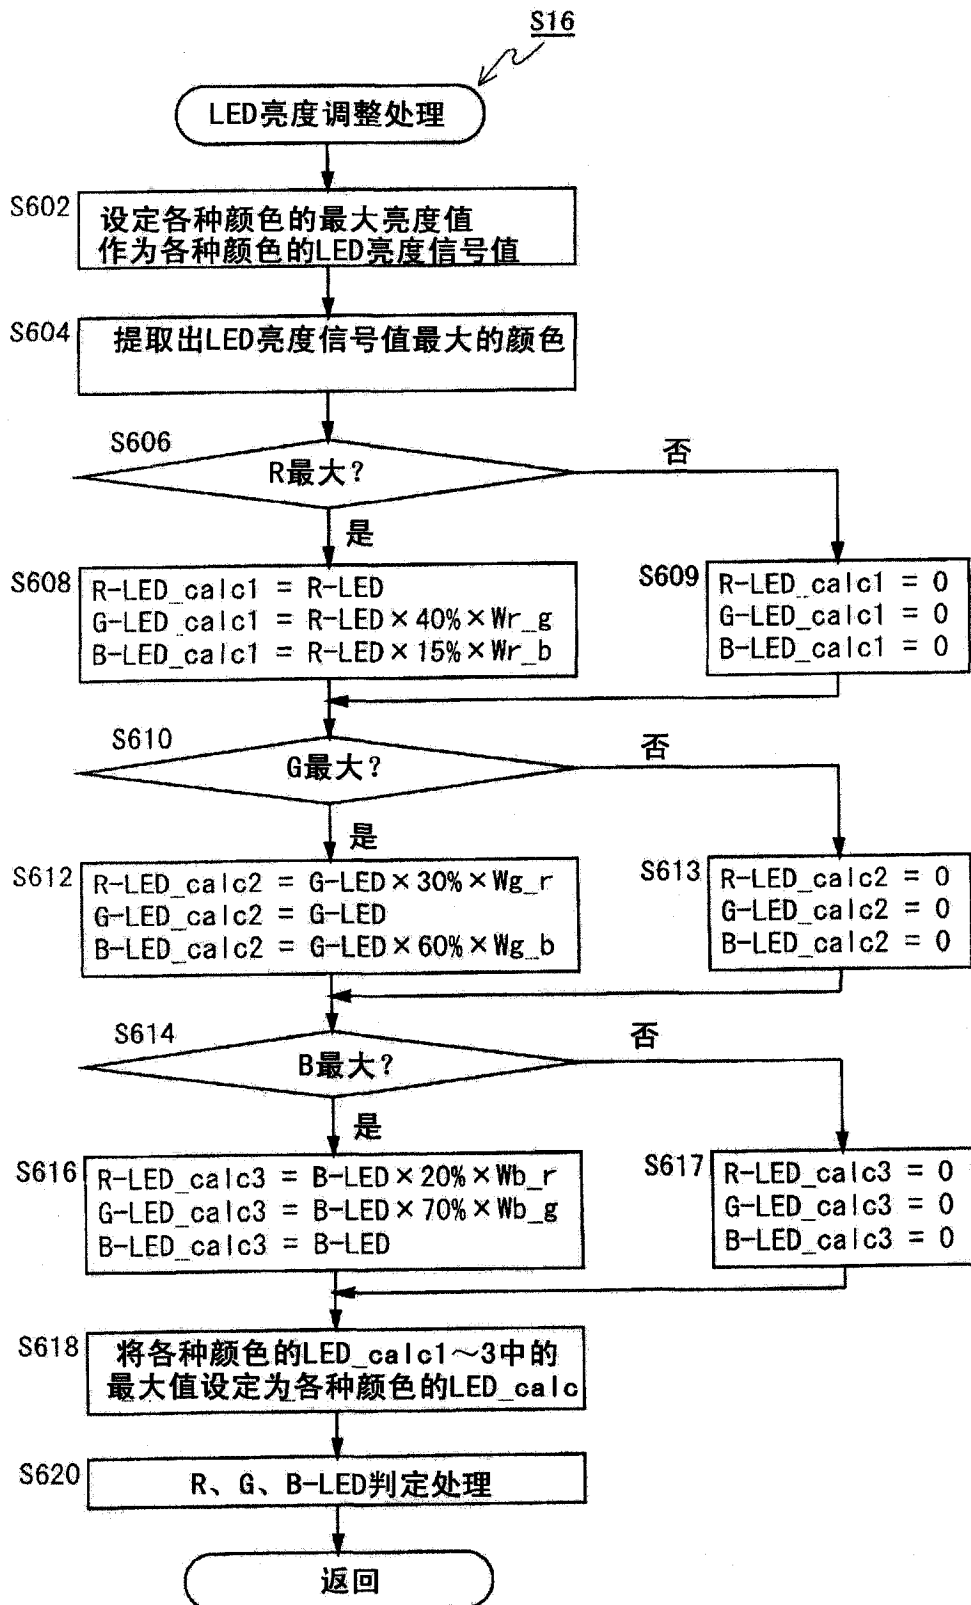 S16
LED亮度调整处理
S602
设定各种颜色的最大亮度值
作为各种颜色的LED亮度信号值
S604
提取出LED亮度信号值最大的颜色
S606
R最大?
否
是
S608
R-LED_calc1 = R-LED
G-LED_calc1 = R-LED×40%×Wr_g
B-LED_calc1 = R-LED×15%×Wr_b
S609
R-LED_calc1 = 0
G-LED_calc1 = 0
B-LED_calc1 = 0
S610
G最大?
否
是
S612
R-LED_calc2 = G-LED×30%×Wg_r
G-LED_calc2 = G-LED
B-LED_calc2 = G-LED×60%×Wg_b
S613
R-LED_calc2 = 0
G-LED_calc2 = 0
B-LED_calc2 = 0
S614
B最大?
否
是
S616
R-LED_calc3 = B-LED×20%×Wb_r
G-LED_calc3 = B-LED×70%×Wb_g
B-LED_calc3 = B-LED
S617
R-LED_calc3 = 0
G-LED_calc3 = 0
B-LED_calc3 = 0
S618
将各种颜色的LED_calc1～3中的
最大值设定为各种颜色的LED_calc
S620
R、G、B-LED判定处理
返回